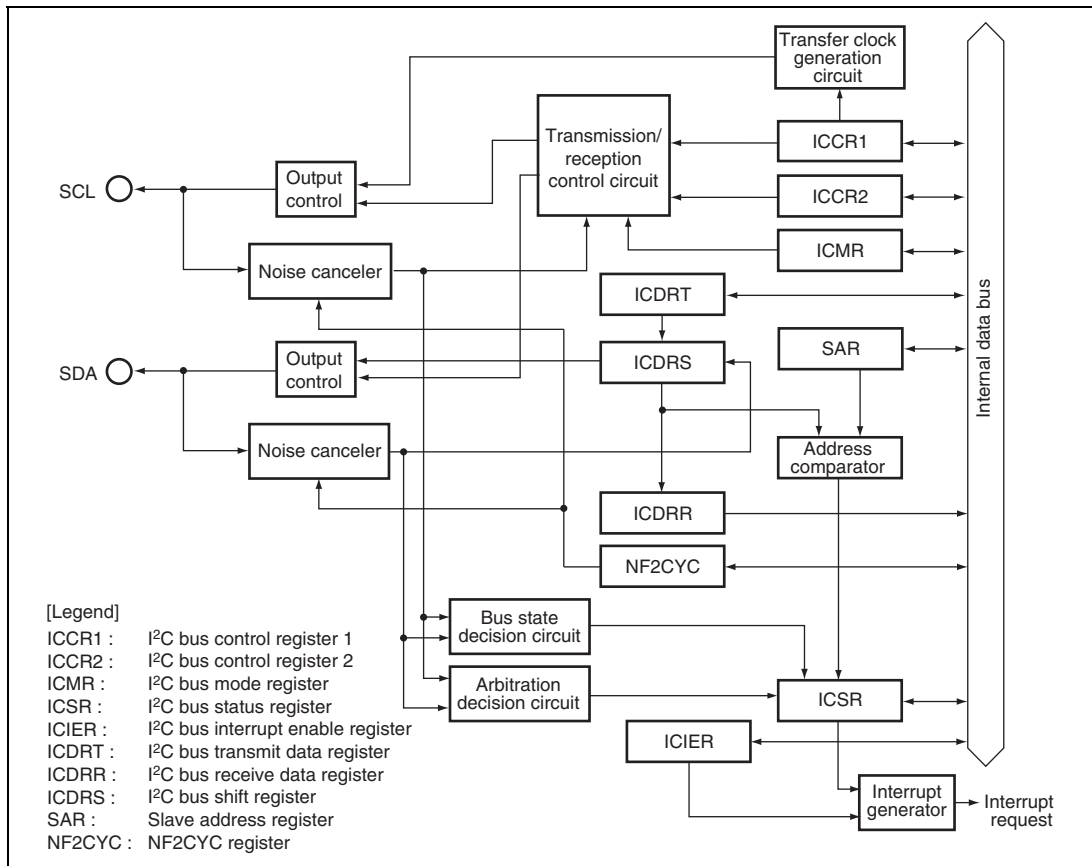 Transfer clock
generation
circuit
Transmission/
reception
control circuit
ICCR1
SCL
Output
control
ICCR2
ICMR
Noise canceler
ICDRT
Internal data bus
SDA
Output
control
ICDRS
SAR
Noise canceler
Address
comparator
ICDRR
NF2CYC
Bus state
decision circuit
Arbitration
decision circuit
ICSR
ICIER
Interrupt
generator
Interrupt
request
[Legend]
ICCR1 : I²C bus control register 1
ICCR2 : I²C bus control register 2
ICMR : I²C bus mode register
ICSR : I²C bus status register
ICIER : I²C bus interrupt enable register
ICDRT : I²C bus transmit data register
ICDRR : I²C bus receive data register
ICDRS : I²C bus shift register
SAR : Slave address register
NF2CYC : NF2CYC register